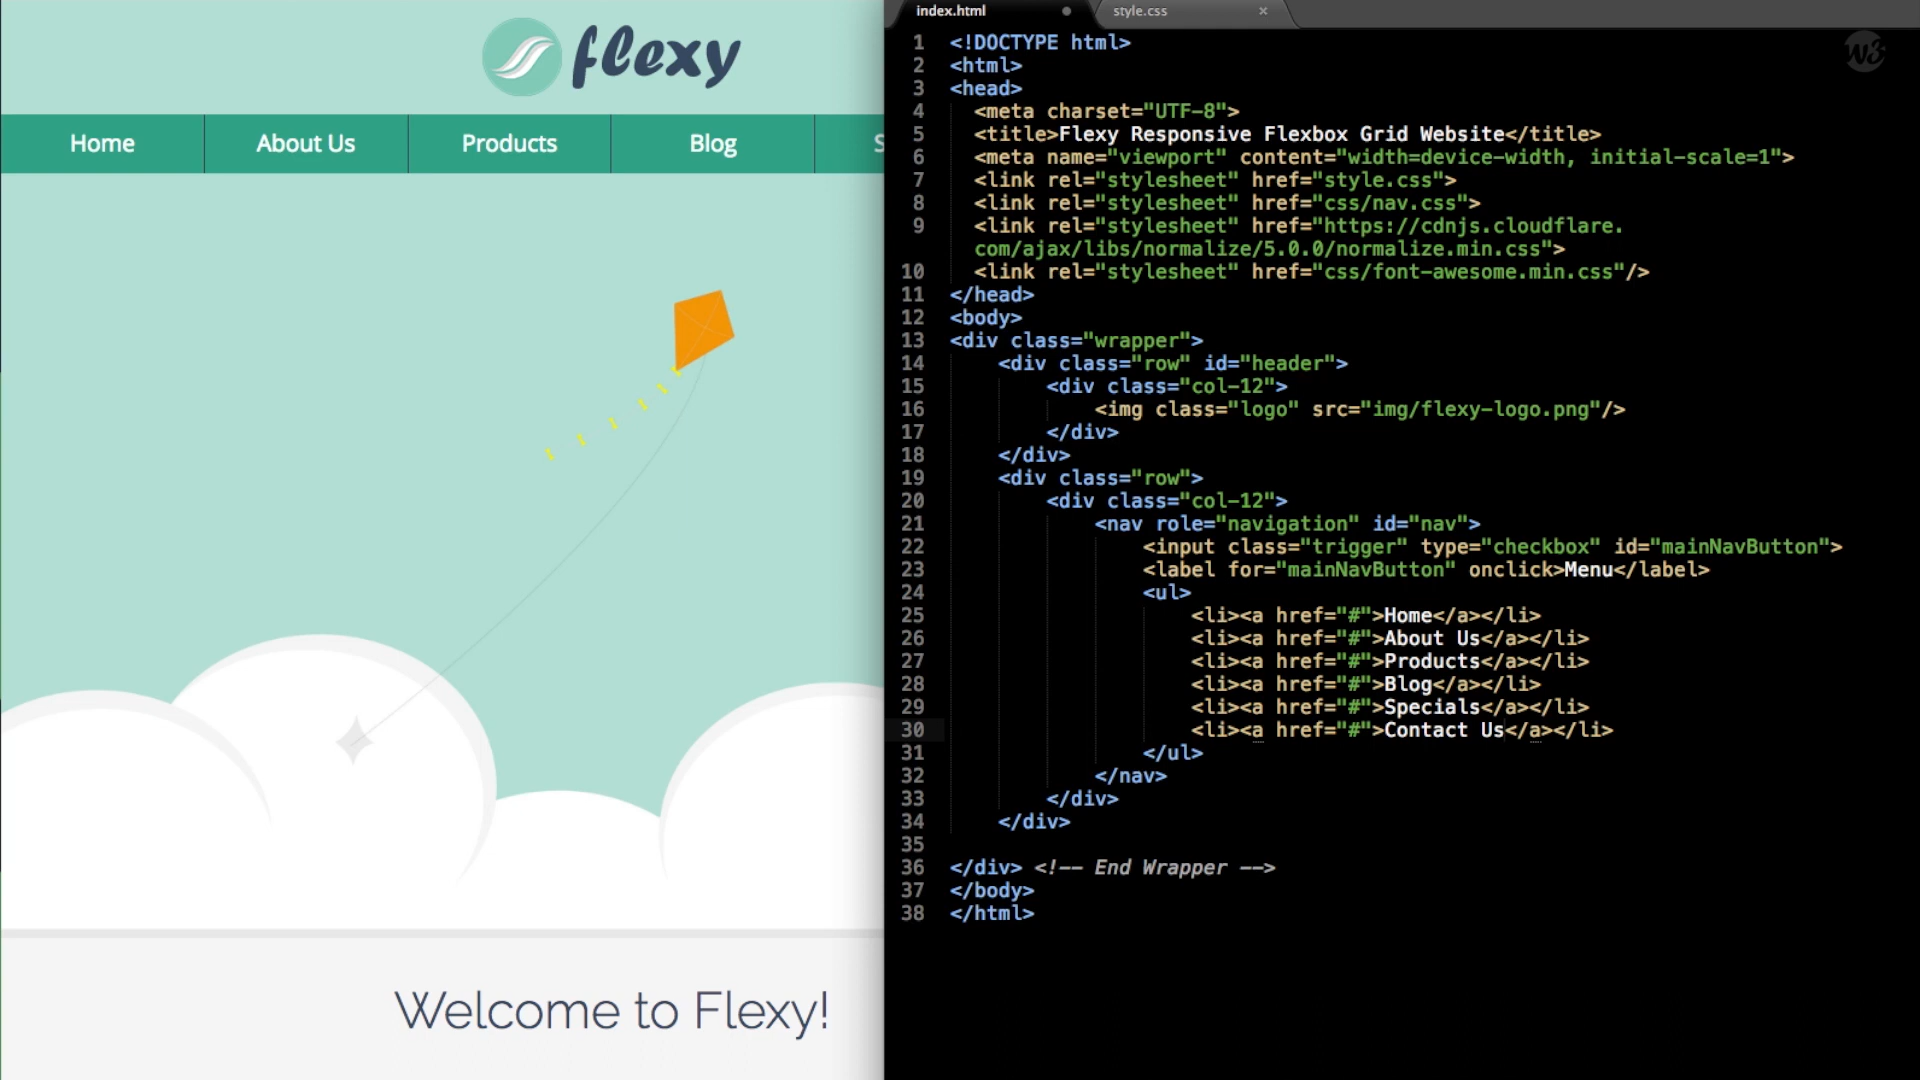 flexy
Home
About Us
Products
Blog
S
Welcome to Flexy!
index.html
style.css
×
W3
1 <!DOCTYPE html>
2 <html>
3 <head>
4 <meta charset="UTF-8">
5 <title>Flexy Responsive Flexbox Grid Website</title>
6 <meta name="viewport" content="width=device-width, initial-scale=1">
7 <link rel="stylesheet" href="style.css">
8 <link rel="stylesheet" href="css/nav.css">
9 <link rel="stylesheet" href="https://cdnjs.cloudflare.
com/ajax/libs/normalize/5.0.0/normalize.min.css">
10 <link rel="stylesheet" href="css/font-awesome.min.css"/>
11 </head>
12 <body>
13 <div class="wrapper">
14 <div class="row" id="header">
15 <div class="col-12">
16 <img class="logo" src="img/flexy-logo.png"/>
17 </div>
18 </div>
19 <div class="row">
20 <div class="col-12">
21 <nav role="navigation" id="nav">
22 <input class="trigger" type="checkbox" id="mainNavButton">
23 <label for="mainNavButton" onclick>Menu</label>
24 <ul>
25 <li><a href="#">Home</a></li>
26 <li><a href="#">About Us</a></li>
27 <li><a href="#">Products</a></li>
28 <li><a href="#">Blog</a></li>
29 <li><a href="#">Specials</a></li>
30 <li><a href="#">Contact Us</a></li>
31 </ul>
32 </nav>
33 </div>
34 </div>
35
36 </div> <!-- End Wrapper -->
37 </body>
38 </html>